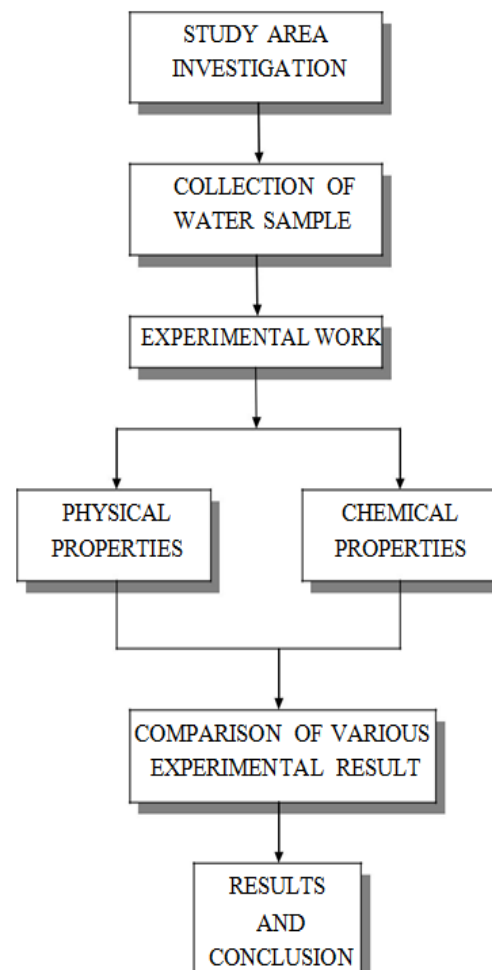 STUDY AREA
INVESTIGATION
COLLECTION OF
WATER SAMPLE
EXPERIMENTAL WORK
PHYSICAL
PROPERTIES
CHEMICAL
PROPERTIES
COMPARISON OF VARIOUS
EXPERIMENTAL RESULT
RESULTS
AND
CONCLUSION